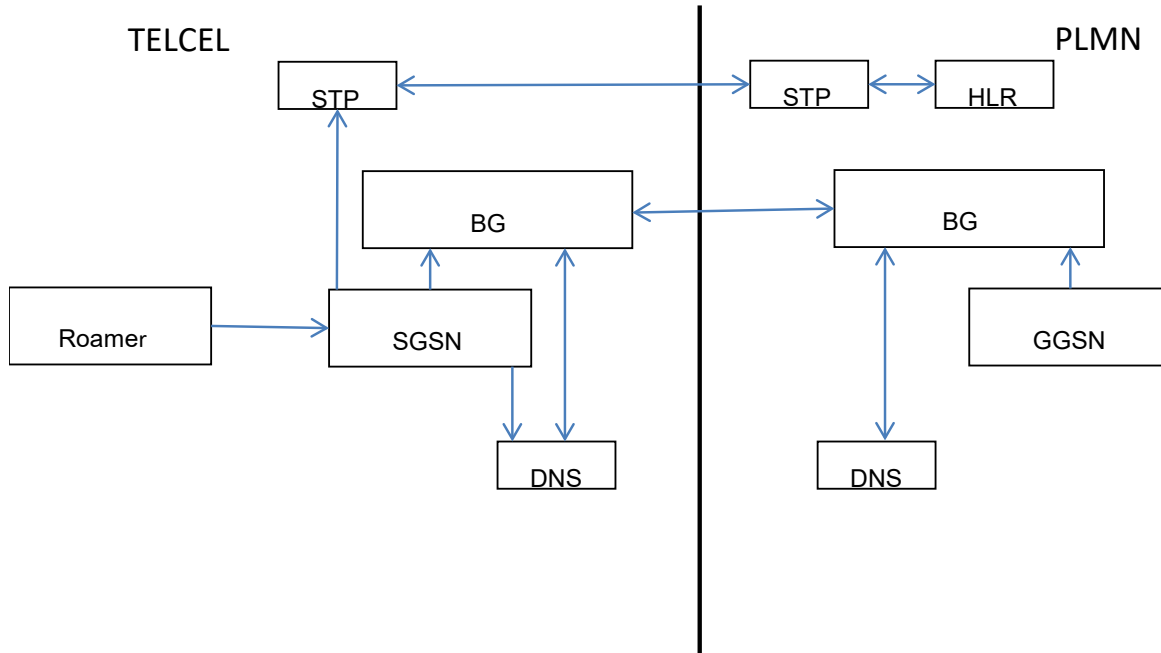 TELCEL
PLMN
STP
STP
HLR
BG
BG
Roamer
SGSN
GGSN
DNS
DNS